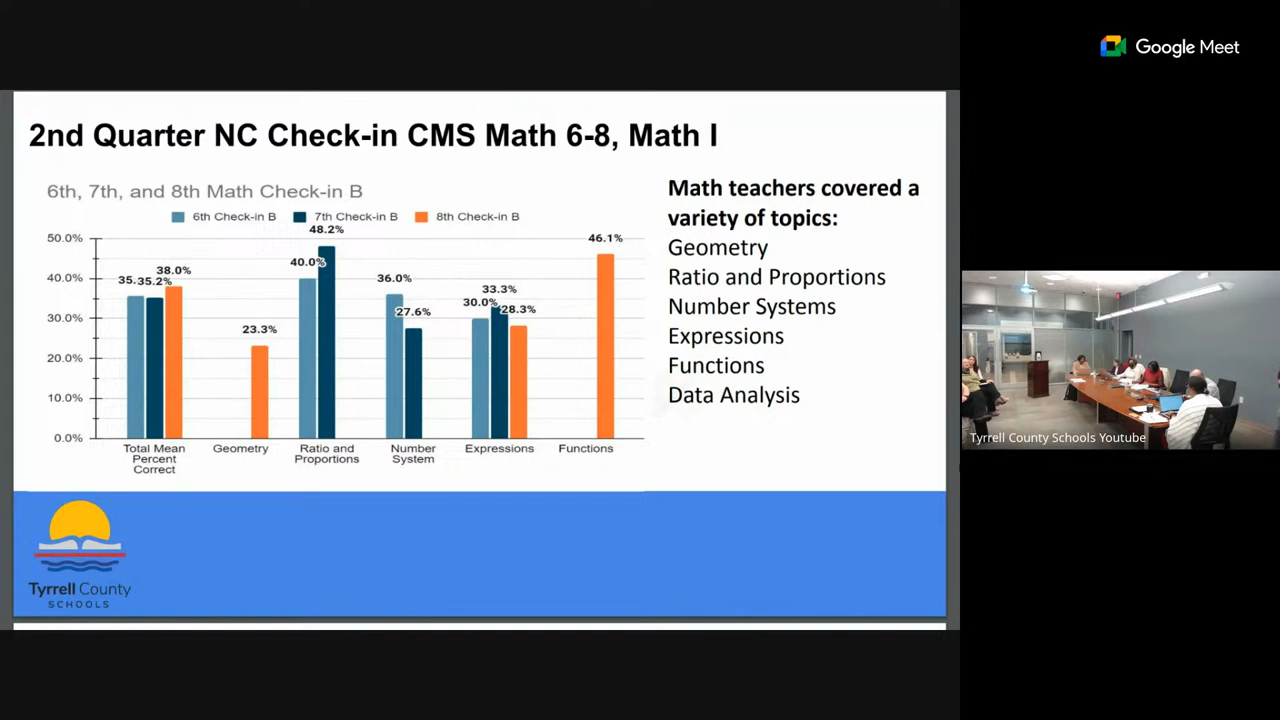 Google Meet
2nd Quarter NC Check-in CMS Math 6-8, Math I
6th, 7th, and 8th Math Check-in B
6th Check-in B
7th Check-in B
8th Check-in B
50.0%
40.0%
30.0%
20.0%
10.0%
0.0%
35.2%
38.0%
23.3%
40.0%
48.2%
36.0%
27.6%
30.0%
33.3%
28.3%
46.1%
Total Mean
Percent
Correct
Geometry
Ratio and
Proportions
Number
System
Expressions
Functions
Math teachers covered a
variety of topics:
Geometry
Ratio and Proportions
Number Systems
Expressions
Functions
Data Analysis
Tyrrell County
SCHOOLS
Tyrrell County Schools Youtube